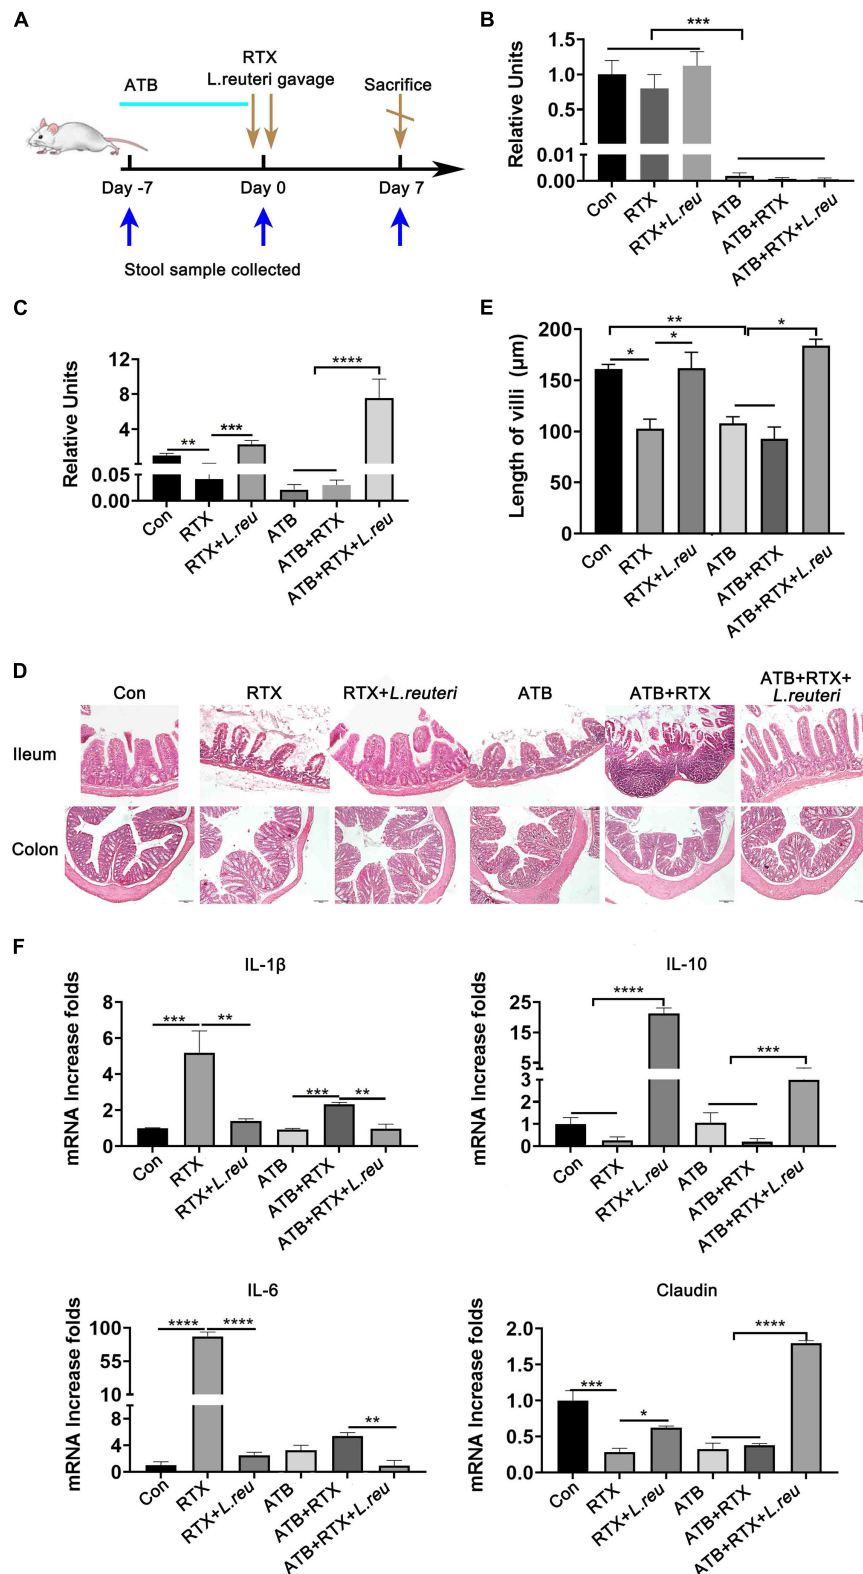 A
ATB
RTX
L.reuteri gavage
Sacrifice
Day -7
Day 0
Day 7
Stool sample collected
B
Relative Units
1.5
1.0
0.5
0.01
0.00
***
Con
RTX
RTX+L.reu
ATB
ATB+RTX
ATB+RTX+L.reu
C
Relative Units
12
8
4
0.05
0.00
**
***
****
Con
RTX
RTX+L.reu
ATB
ATB+RTX
ATB+RTX+L.reu
E
Length of villi (μm)
200
150
100
50
0
**
*
*
*
Con
RTX
RTX+L.reu
ATB
ATB+RTX
ATB+RTX+L.reu
D
Con
RTX
RTX+L.reuteri
ATB
ATB+RTX
ATB+RTX+
L.reuteri
Ileum
Colon
F
IL-1β
mRNA Increase folds
8
6
4
2
0
***
**
***
**
Con
RTX
RTX+L.reu
ATB
ATB+RTX
ATB+RTX+L.reu
IL-10
mRNA Increase folds
25
15
5
3
2
1
0
****
***
Con
RTX
RTX+L.reu
ATB
ATB+RTX
ATB+RTX+L.reu
IL-6
mRNA Increase folds
100
55
10
8
4
0
****
****
**
Con
RTX
RTX+L.reu
ATB
ATB+RTX
ATB+RTX+L.reu
Claudin
mRNA Increase folds
2.0
1.5
1.0
0.5
0.0
***
*
****
Con
RTX
RTX+L.reu
ATB
ATB+RTX
ATB+RTX+L.reu